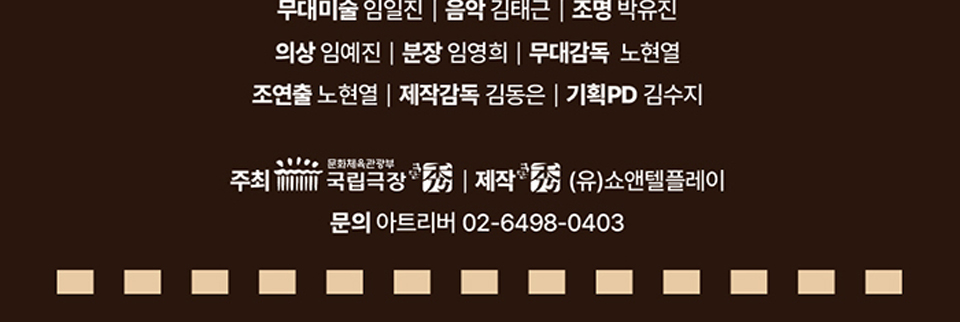 무대미술 임일진 | 음악 김태근 | 조명 박유진
의상 임예진 | 분장 임영희 | 무대감독 노현열
조연출 노현열 | 제작감독 김동은 | 기획PD 김수지
주최 문화체육관광부 국립극장 秀 | 제작 秀 (유)쇼앤텔플레이
문의 아트리버 02-6498-0403